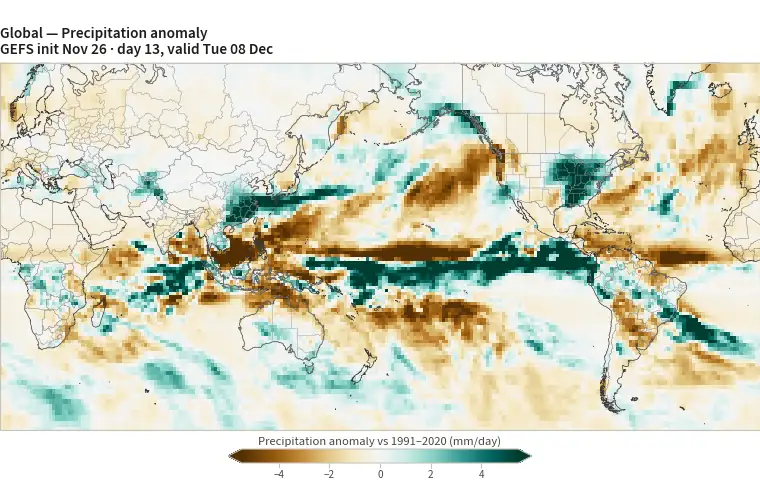 Global — Precipitation anomaly
GEFS init Nov 26 · day 13, valid Tue 08 Dec
Precipitation anomaly vs 1991–2020 (mm/day)
−4 −2 0 2 4